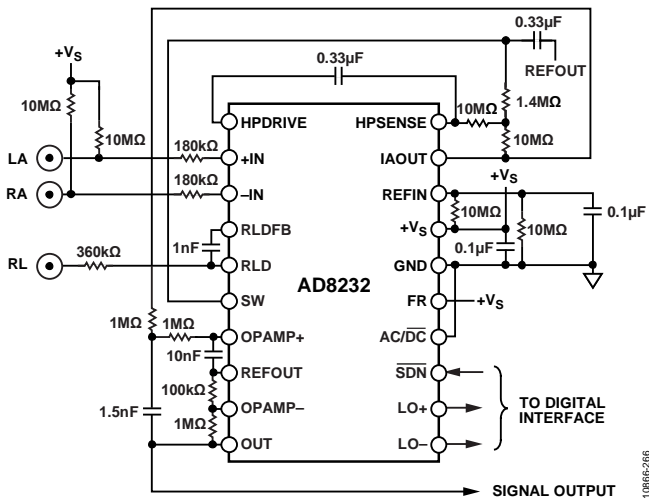 0.33µF
+VS
0.33µF
REFOUT
10MΩ
10MΩ
HPDRIVE
HPSENSE
10MΩ
1.4MΩ
10MΩ
LA
180kΩ
+IN
IAOUT
RA
180kΩ
–IN
REFIN
+VS
10MΩ
+VS
0.1µF
10MΩ
0.1µF
RL
360kΩ
1nF
RLDFB
RLD
GND
AD8232
SW
FR
+VS
1MΩ
1MΩ
OPAMP+
AC/DC
10nF
REFOUT
SDN
100kΩ
OPAMP–
LO+
TO DIGITAL
INTERFACE
1.5nF
1MΩ
OUT
LO–
SIGNAL OUTPUT
10866-266